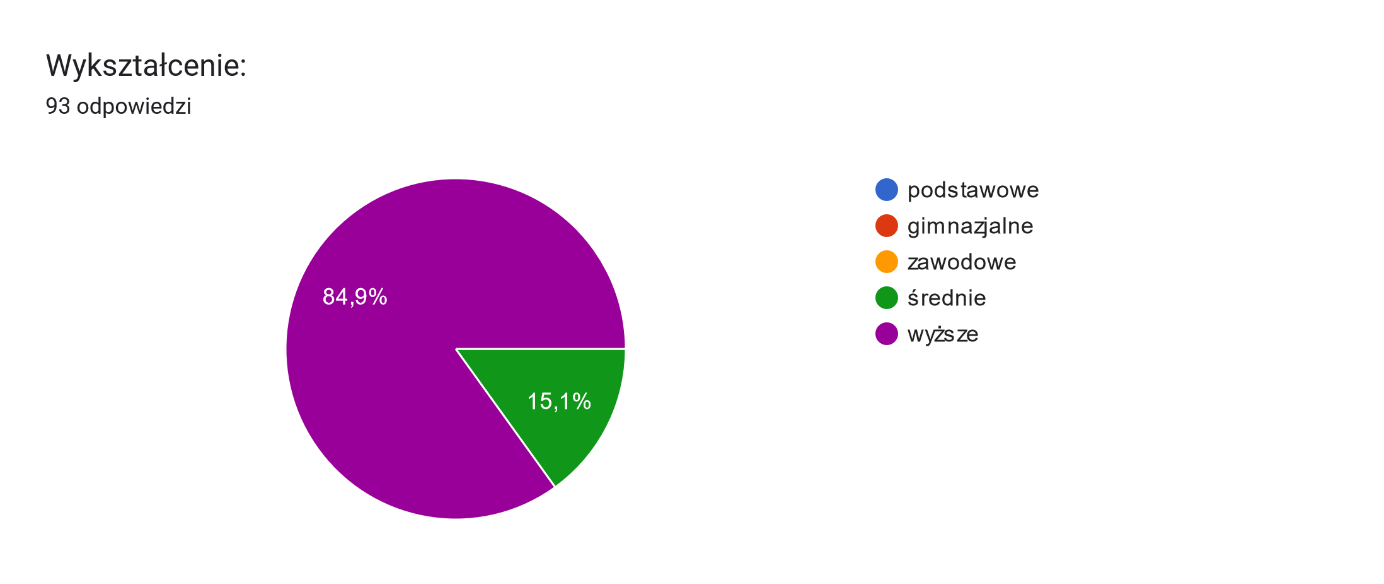 Wykształcenie:
93 odpowiedzi
84,9%
15,1%
podstawowe
gimnazjalne
zawodowe
średnie
wyższe